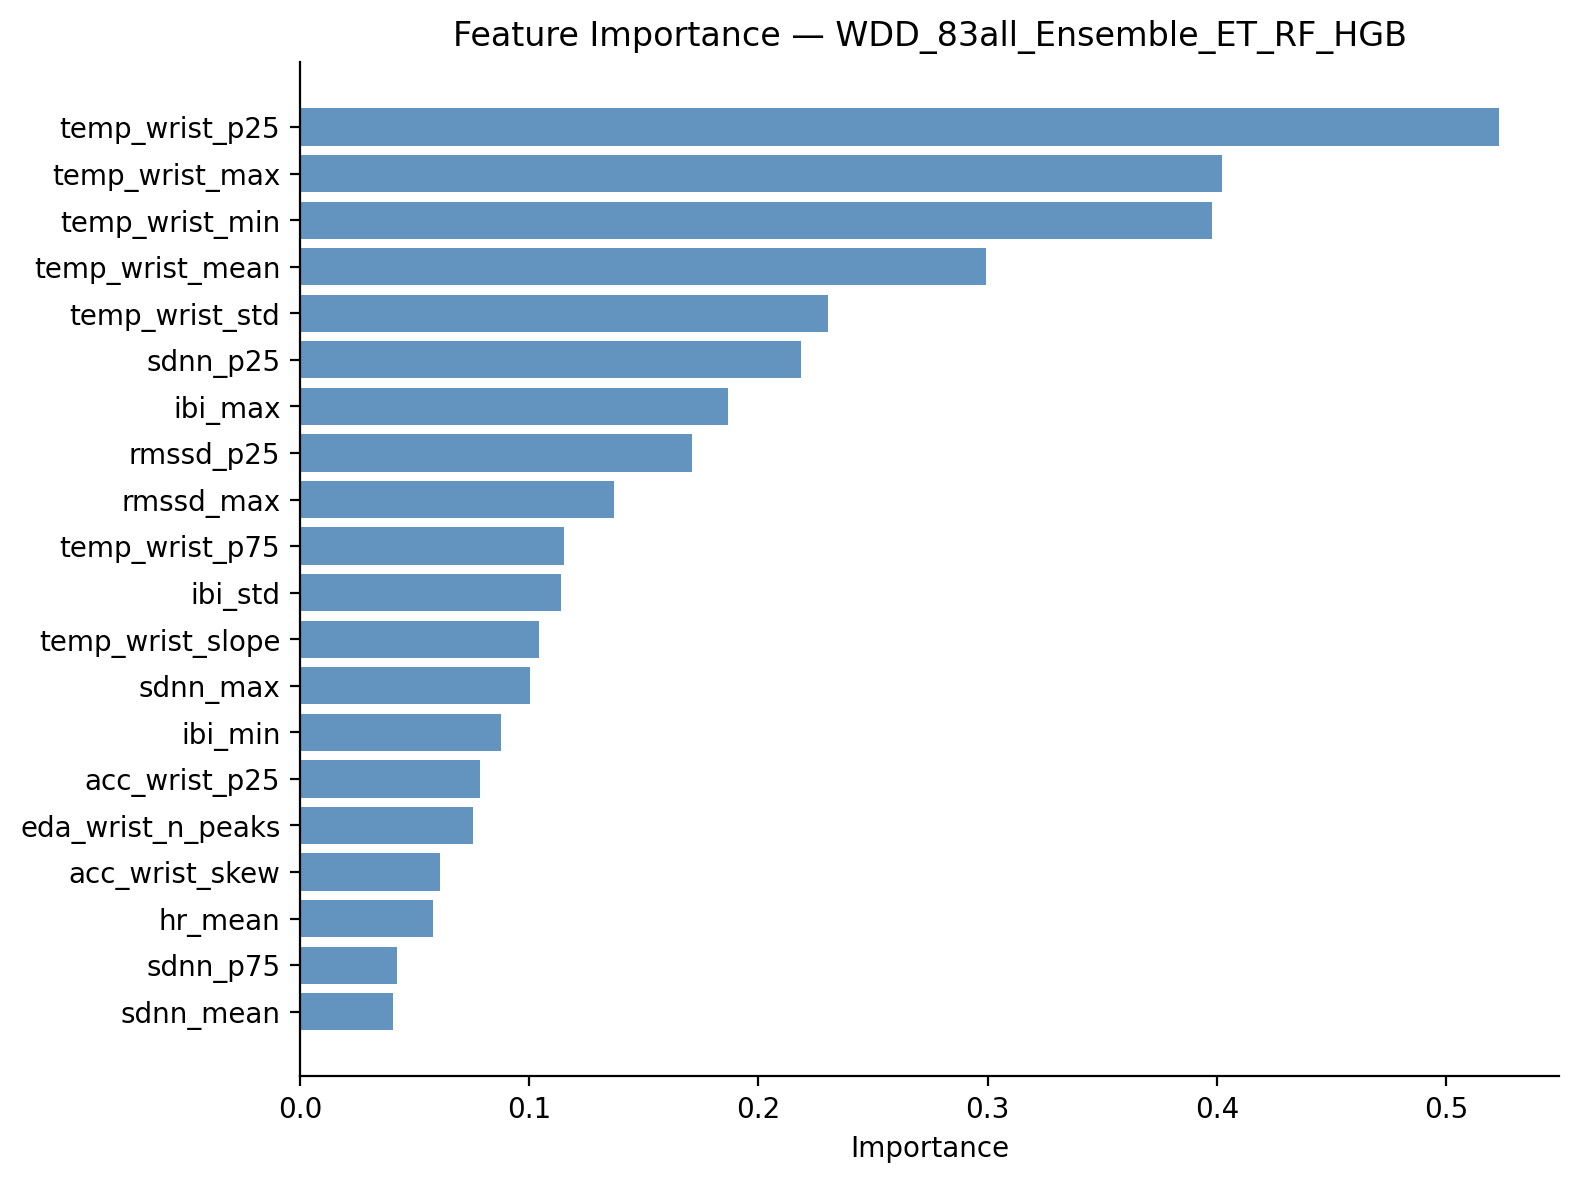 Feature Importance — WDD_83all_Ensemble_ET_RF_HGB
temp_wrist_p25
temp_wrist_max
temp_wrist_min
temp_wrist_mean
temp_wrist_std
sdnn_p25
ibi_max
rmssd_p25
rmssd_max
temp_wrist_p75
ibi_std
temp_wrist_slope
sdnn_max
ibi_min
acc_wrist_p25
eda_wrist_n_peaks
acc_wrist_skew
hr_mean
sdnn_p75
sdnn_mean
0.0 0.1 0.2 0.3 0.4 0.5
Importance